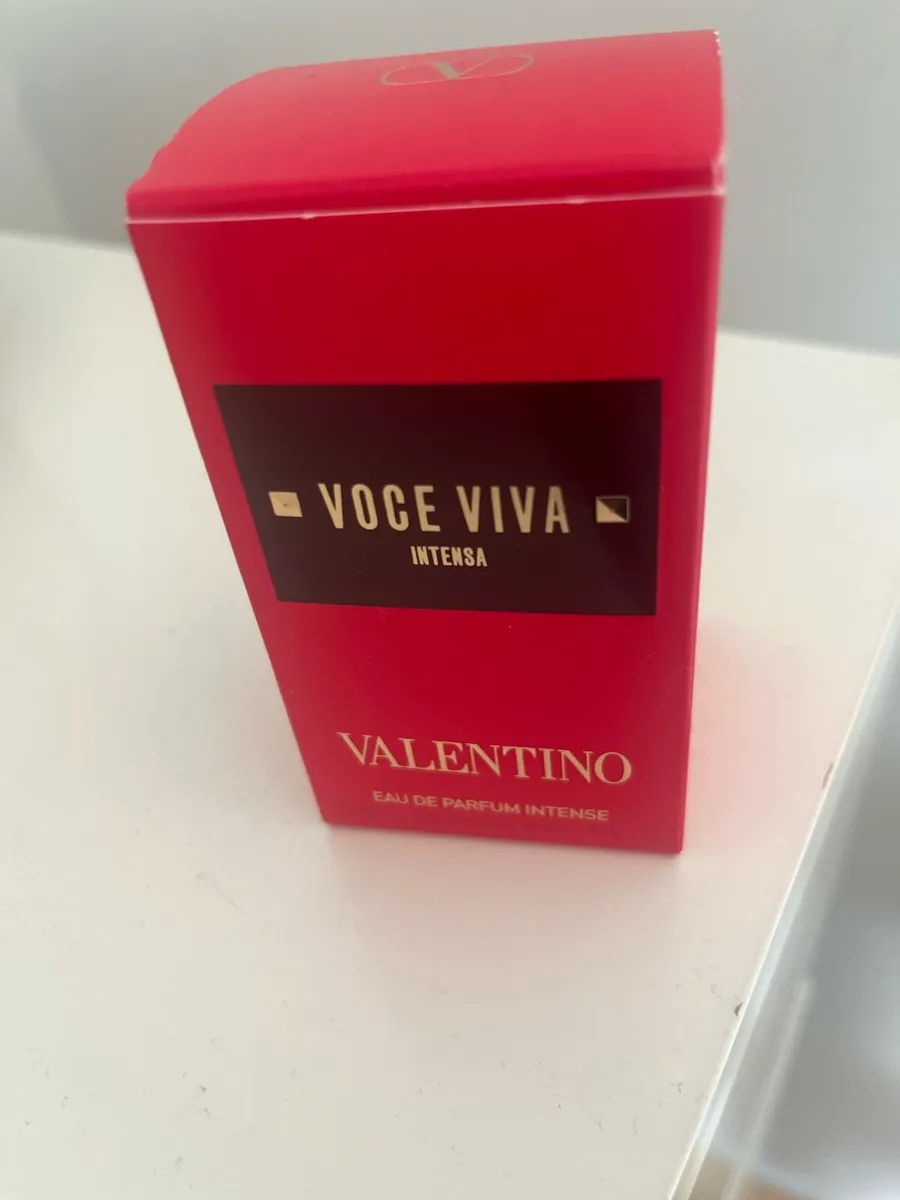 V
VOCE VIVA
INTENSA
VALENTINO
EAU DE PARFUM INTENSE